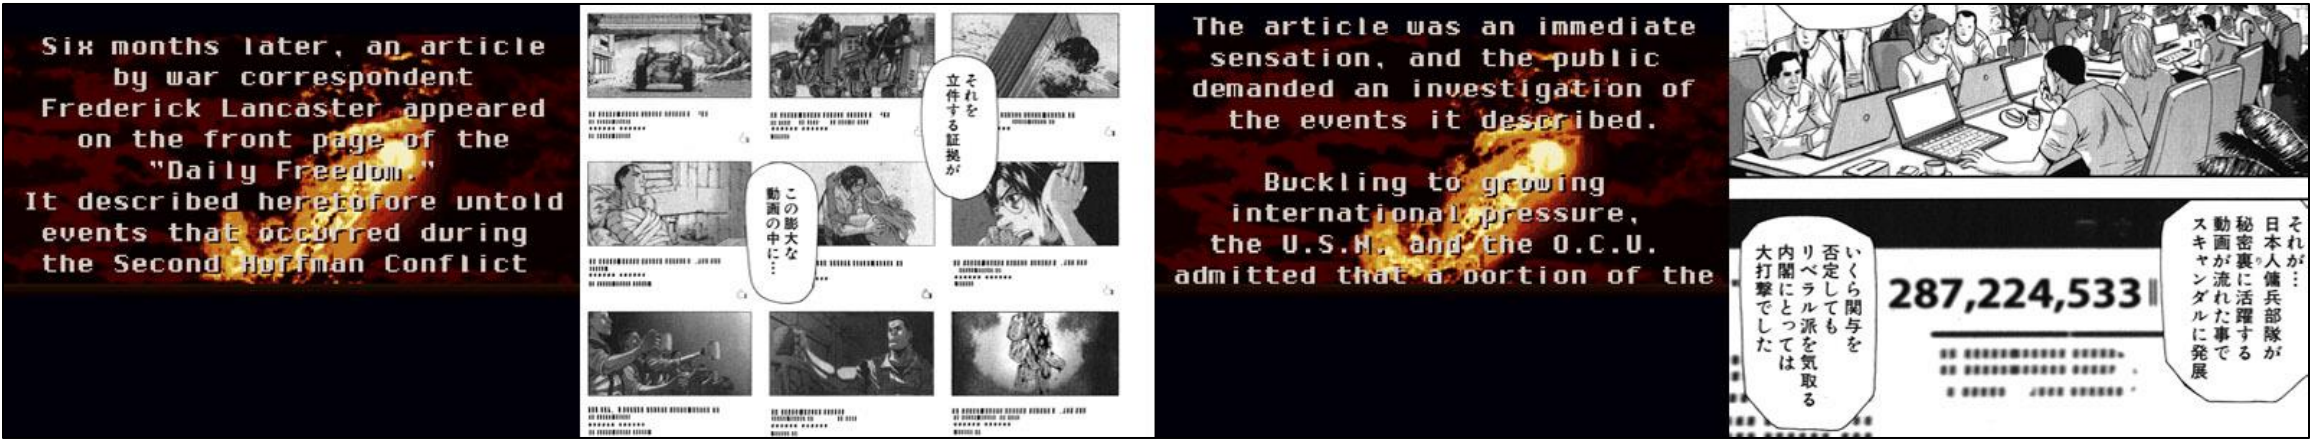 Six months later, an article
by war correspondent
Frederick Lancaster appeared
on the front page of the
"Daily Freedom."
It described heretofore untold
events that occurred during
the Second Huffman Conflict
それを
立件する証拠が
この膨大な
動画の中に…
The article was an immediate
sensation, and the public
demanded an investigation of
the events it described.
Buckling to growing
international pressure,
the U.S.N. and the O.C.U.
admitted that a portion of the
それが…
日本人傭兵部隊が
秘密裏に活躍する
動画が流れた事で
スキャンダルに発展
287,224,533
いくら関与を
否定しても
リベラル派を気取る
内閣にとっては
大打撃でした